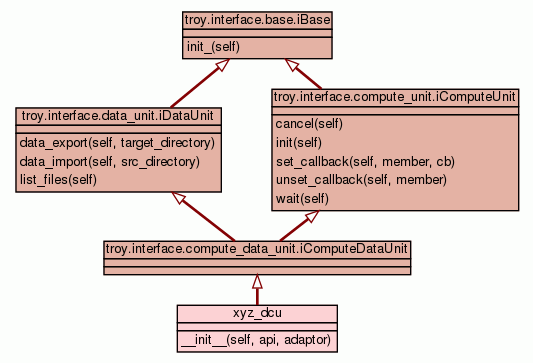 troy.interface.base.iBase
init_(self)
troy.interface.data_unit.iDataUnit
data_export(self, target_directory)
data_import(self, src_directory)
list_files(self)
troy.interface.compute_unit.iComputeUnit
cancel(self)
init(self)
set_callback(self, member, cb)
unset_callback(self, member)
wait(self)
troy.interface.compute_data_unit.iComputeDataUnit
xyz_dcu
__init__(self, api, adaptor)